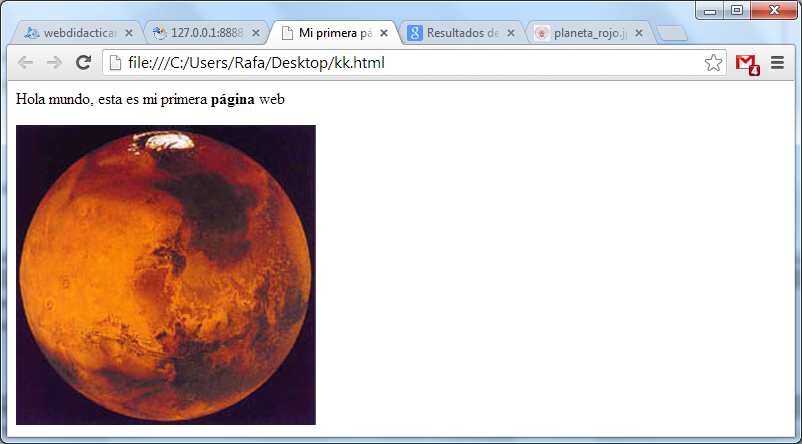 webdidactica
127.0.0.1:8888
Mi primera pá
Resultados de
planeta_rojo.j
file:///C:/Users/Rafa/Desktop/kk.html
4
Hola mundo, esta es mi primera página web